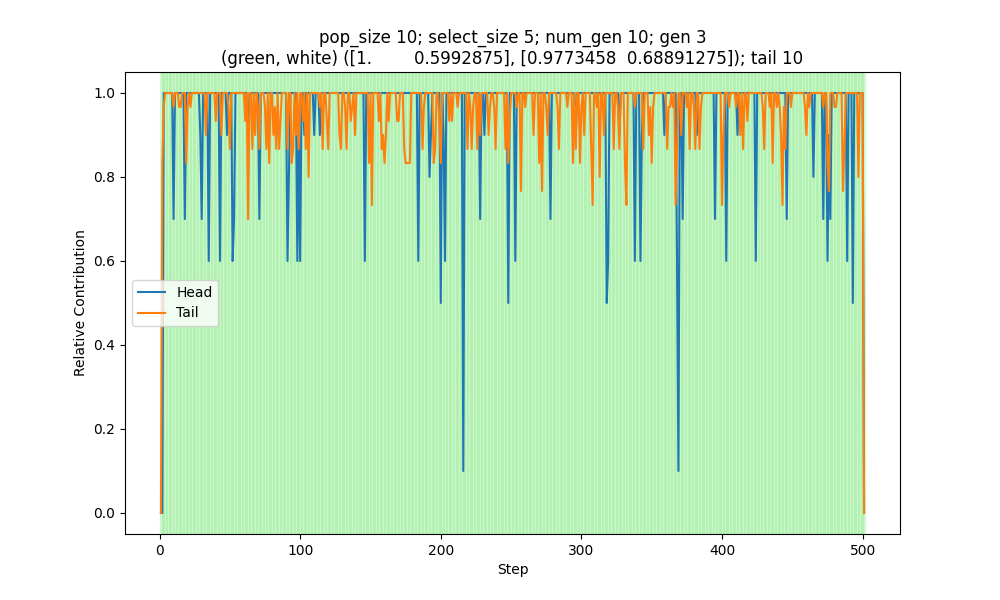 pop_size 10; select_size 5; num_gen 10; gen 3
(green, white) ([1.        0.5992875], [0.9773458  0.68891275]); tail 10
1.0
0.8
0.6
0.4
0.2
0.0
Relative Contribution
Head
Tail
0
100
200
300
400
500
Step